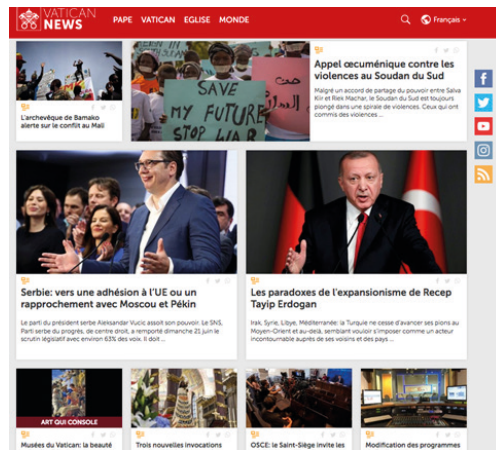 VATICAN
NEWS
PAPE VATICAN EGLISE MONDE
Français
L'archevêque de Bamako
alerte sur le conflit au Mali
SAVE
MY FUTURE
STOP WAR
Appel œcuménique contre les
violences au Soudan du Sud
Malgré un accord de partage du pouvoir entre Salva
Kiir et Riek Machar, le Soudan du Sud est toujours
plongé dans une spirale de violences. Ceux qui ont
commis des violences ...
Serbie: vers une adhésion à l'UE ou un
rapprochement avec Moscou et Pékin
Le parti du président serbe Aleksandar Vucic assoit son pouvoir. Le SNS,
Parti serbe du progrès, de centre droit, a remporté dimanche 21 juin le
scrutin législatif avec environ 63% des voix. Il doit ...
Les paradoxes de l'expansionisme de Recep
Tayip Erdogan
Irak, Syrie, Libye, Méditerranée: la Turquie ne cesse d'avancer ses pions au
Moyen-Orient et au-delà, semblant vouloir s'imposer comme un acteur
incontournable auprès de ses voisins et des pays ...
ART QUI CONSOLE
Musées du Vatican: la beauté
Trois nouvelles invocations
OSCE: le Saint-Siège invite les
Modification des programmes